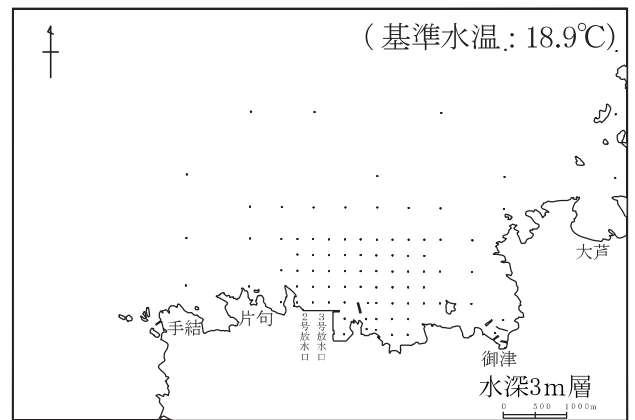 (基準水温:18.9℃)
大芦
手結
片句
2号放水口
3号放水口
御津
水深3m層
0 500 1000m